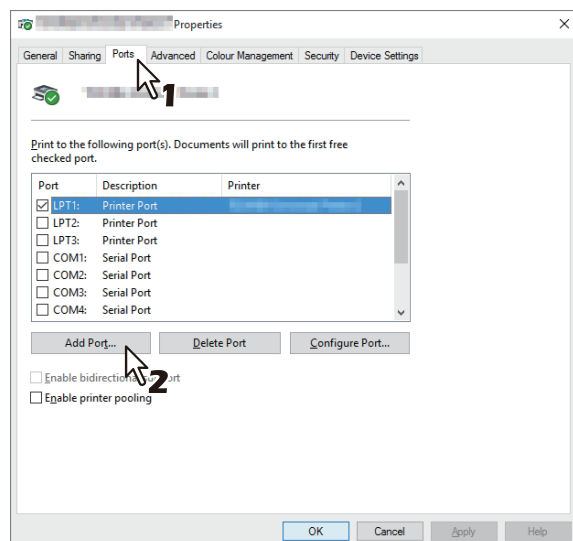 Properties
General Sharing Ports Advanced Colour Management Security Device Settings
1
Print to the following port(s). Documents will print to the first free
checked port.
Port Description Printer
LPT1: Printer Port
LPT2: Printer Port
LPT3: Printer Port
COM1: Serial Port
COM2: Serial Port
COM3: Serial Port
COM4: Serial Port
Add Port... Delete Port Configure Port...
2
Enable bidirectional support
Enable printer pooling
OK Cancel Apply Help